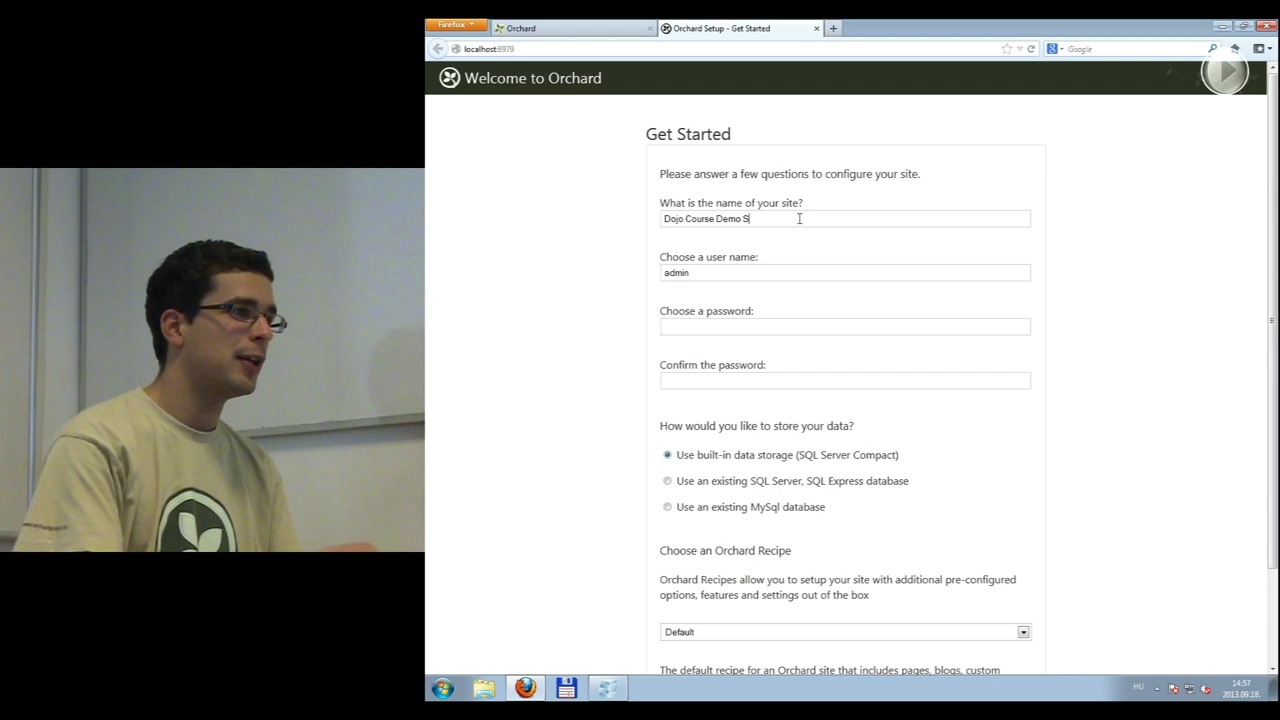 Firefox
Orchard
Orchard Setup - Get Started
localhost:8979
Google
Welcome to Orchard
Get Started
Please answer a few questions to configure your site.
What is the name of your site?
Dojo Course Demo S
Choose a user name:
admin
Choose a password:
Confirm the password:
How would you like to store your data?
Use built-in data storage (SQL Server Compact)
Use an existing SQL Server, SQL Express database
Use an existing MySql database
Choose an Orchard Recipe
Orchard Recipes allow you to setup your site with additional pre-configured
options, features and settings out of the box
Default
The default recipe for an Orchard site that includes pages, blogs, custom
HU
14:57
2013.09.18.